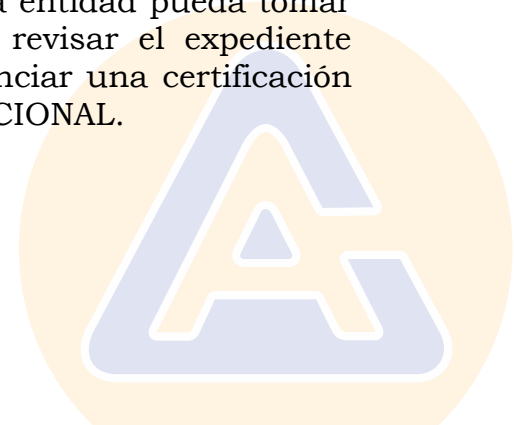 entidad pueda tomar
revisar el expediente
una certificación